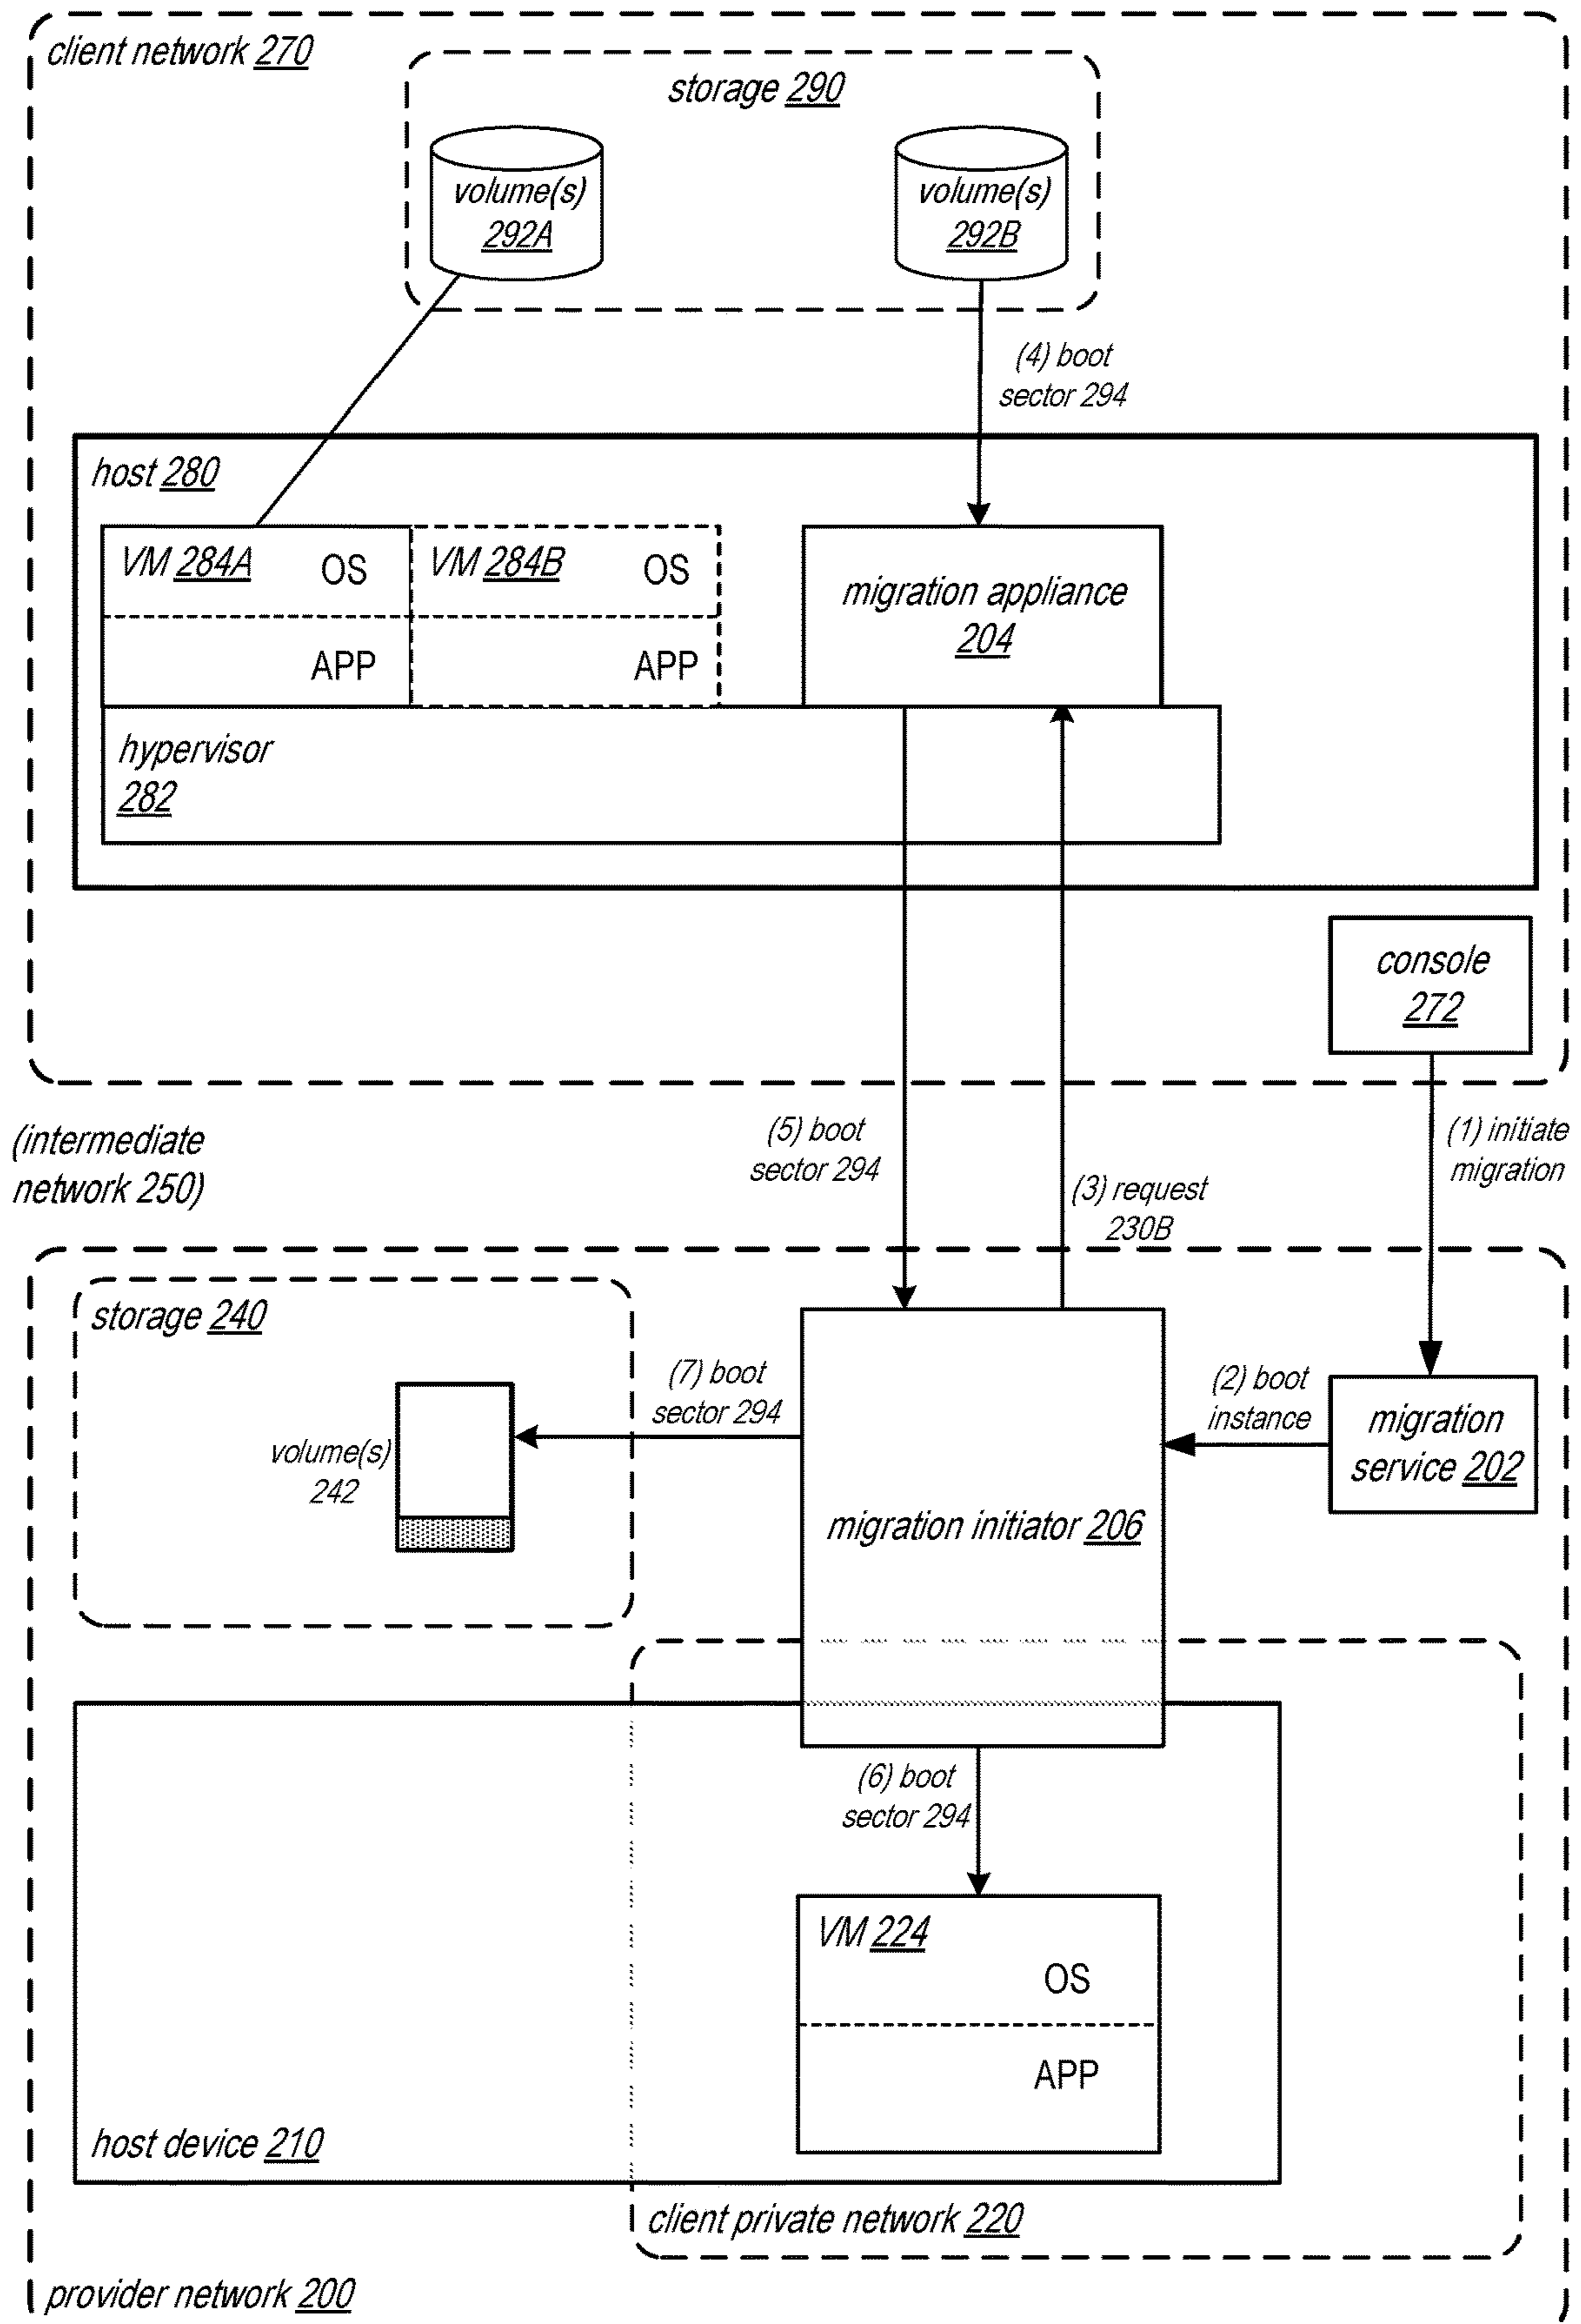 client network 270
storage 290
volume(s)
292A
volume(s)
292B
(4) boot
sector 294
host 280
VM 284A
OS
APP
VM 284B
OS
APP
migration appliance
204
hypervisor
282
console
272
(intermediate
network 250)
(5) boot
sector 294
(3) request
230B
(1) initiate
migration
storage 240
volume(s)
242
(7) boot
sector 294
(2) boot
instance
migration
service 202
migration initiator 206
(6) boot
sector 294
VM 224
OS
APP
host device 210
client private network 220
provider network 200